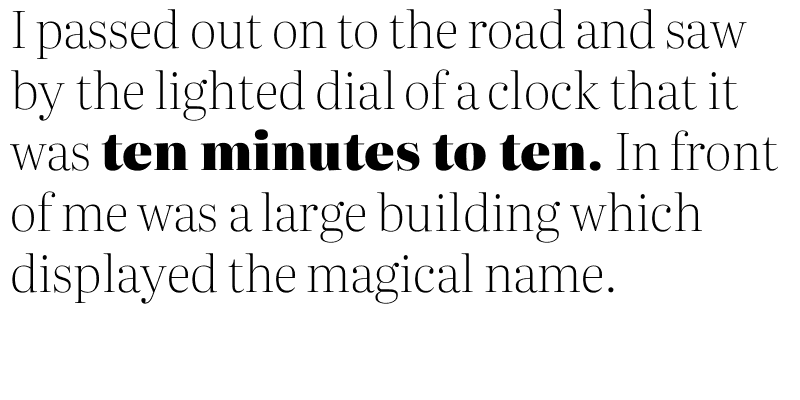 I passed out on to the road and saw
by the lighted dial of a clock that it
was ten minutes to ten. In front
of me was a large building which
displayed the magical name.